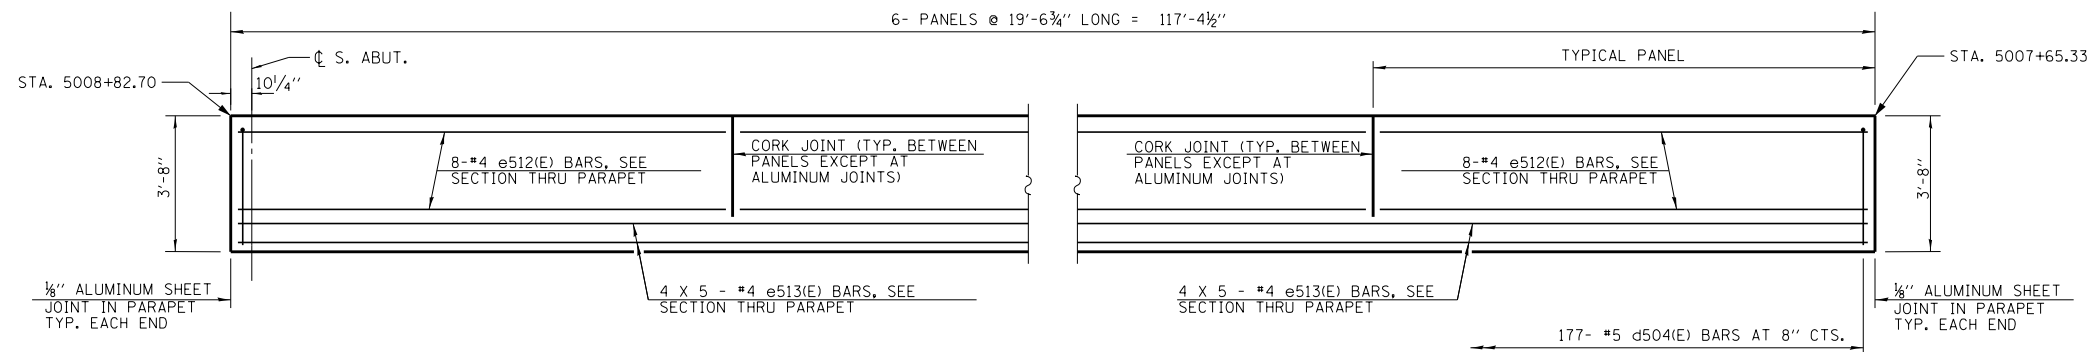 6- PANELS @ 19'-6¾" LONG = 117'-4½"
℄ S. ABUT.
TYPICAL PANEL
STA. 5008+82.70
10¼"
STA. 5007+65.33
3'-8"
8-#4 e512(E) BARS, SEE
SECTION THRU PARAPET
CORK JOINT (TYP. BETWEEN
PANELS EXCEPT AT
ALUMINUM JOINTS)
CORK JOINT (TYP. BETWEEN
PANELS EXCEPT AT
ALUMINUM JOINTS)
8-#4 e512(E) BARS, SEE
SECTION THRU PARAPET
3'-8"
⅛" ALUMINUM SHEET
JOINT IN PARAPET
TYP. EACH END
4 X 5 - #4 e513(E) BARS, SEE
SECTION THRU PARAPET
4 X 5 - #4 e513(E) BARS, SEE
SECTION THRU PARAPET
⅛" ALUMINUM SHEET
JOINT IN PARAPET
TYP. EACH END
177- #5 d504(E) BARS AT 8" CTS.